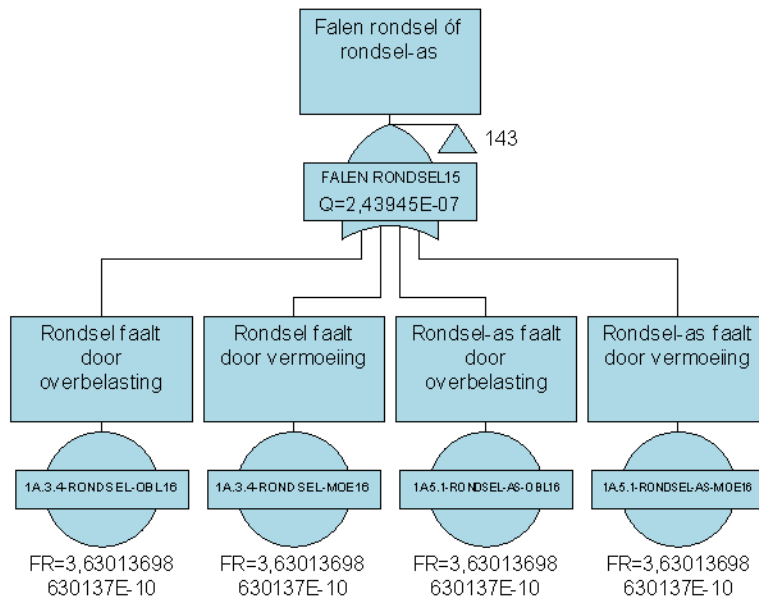 Falen rondsel óf
rondsel-as
143
FALEN RONDSEL15
Q=2,43945E-07
Rondsel faalt
door
overbelasting
Rondsel faalt
door vermoeiing
Rondsel-as faalt
door
overbelasting
Rondsel-as faalt
door vermoeiing
1A.3.4-RONDSEL-OBL16
1A.3.4-RONDSEL-MOE16
1A5.1-RONDSEL-AS-OBL16
1A5.1-RONDSEL-AS-MOE16
FR=3,63013698
630137E-10
FR=3,63013698
630137E-10
FR=3,63013698
630137E-10
FR=3,63013698
630137E-10